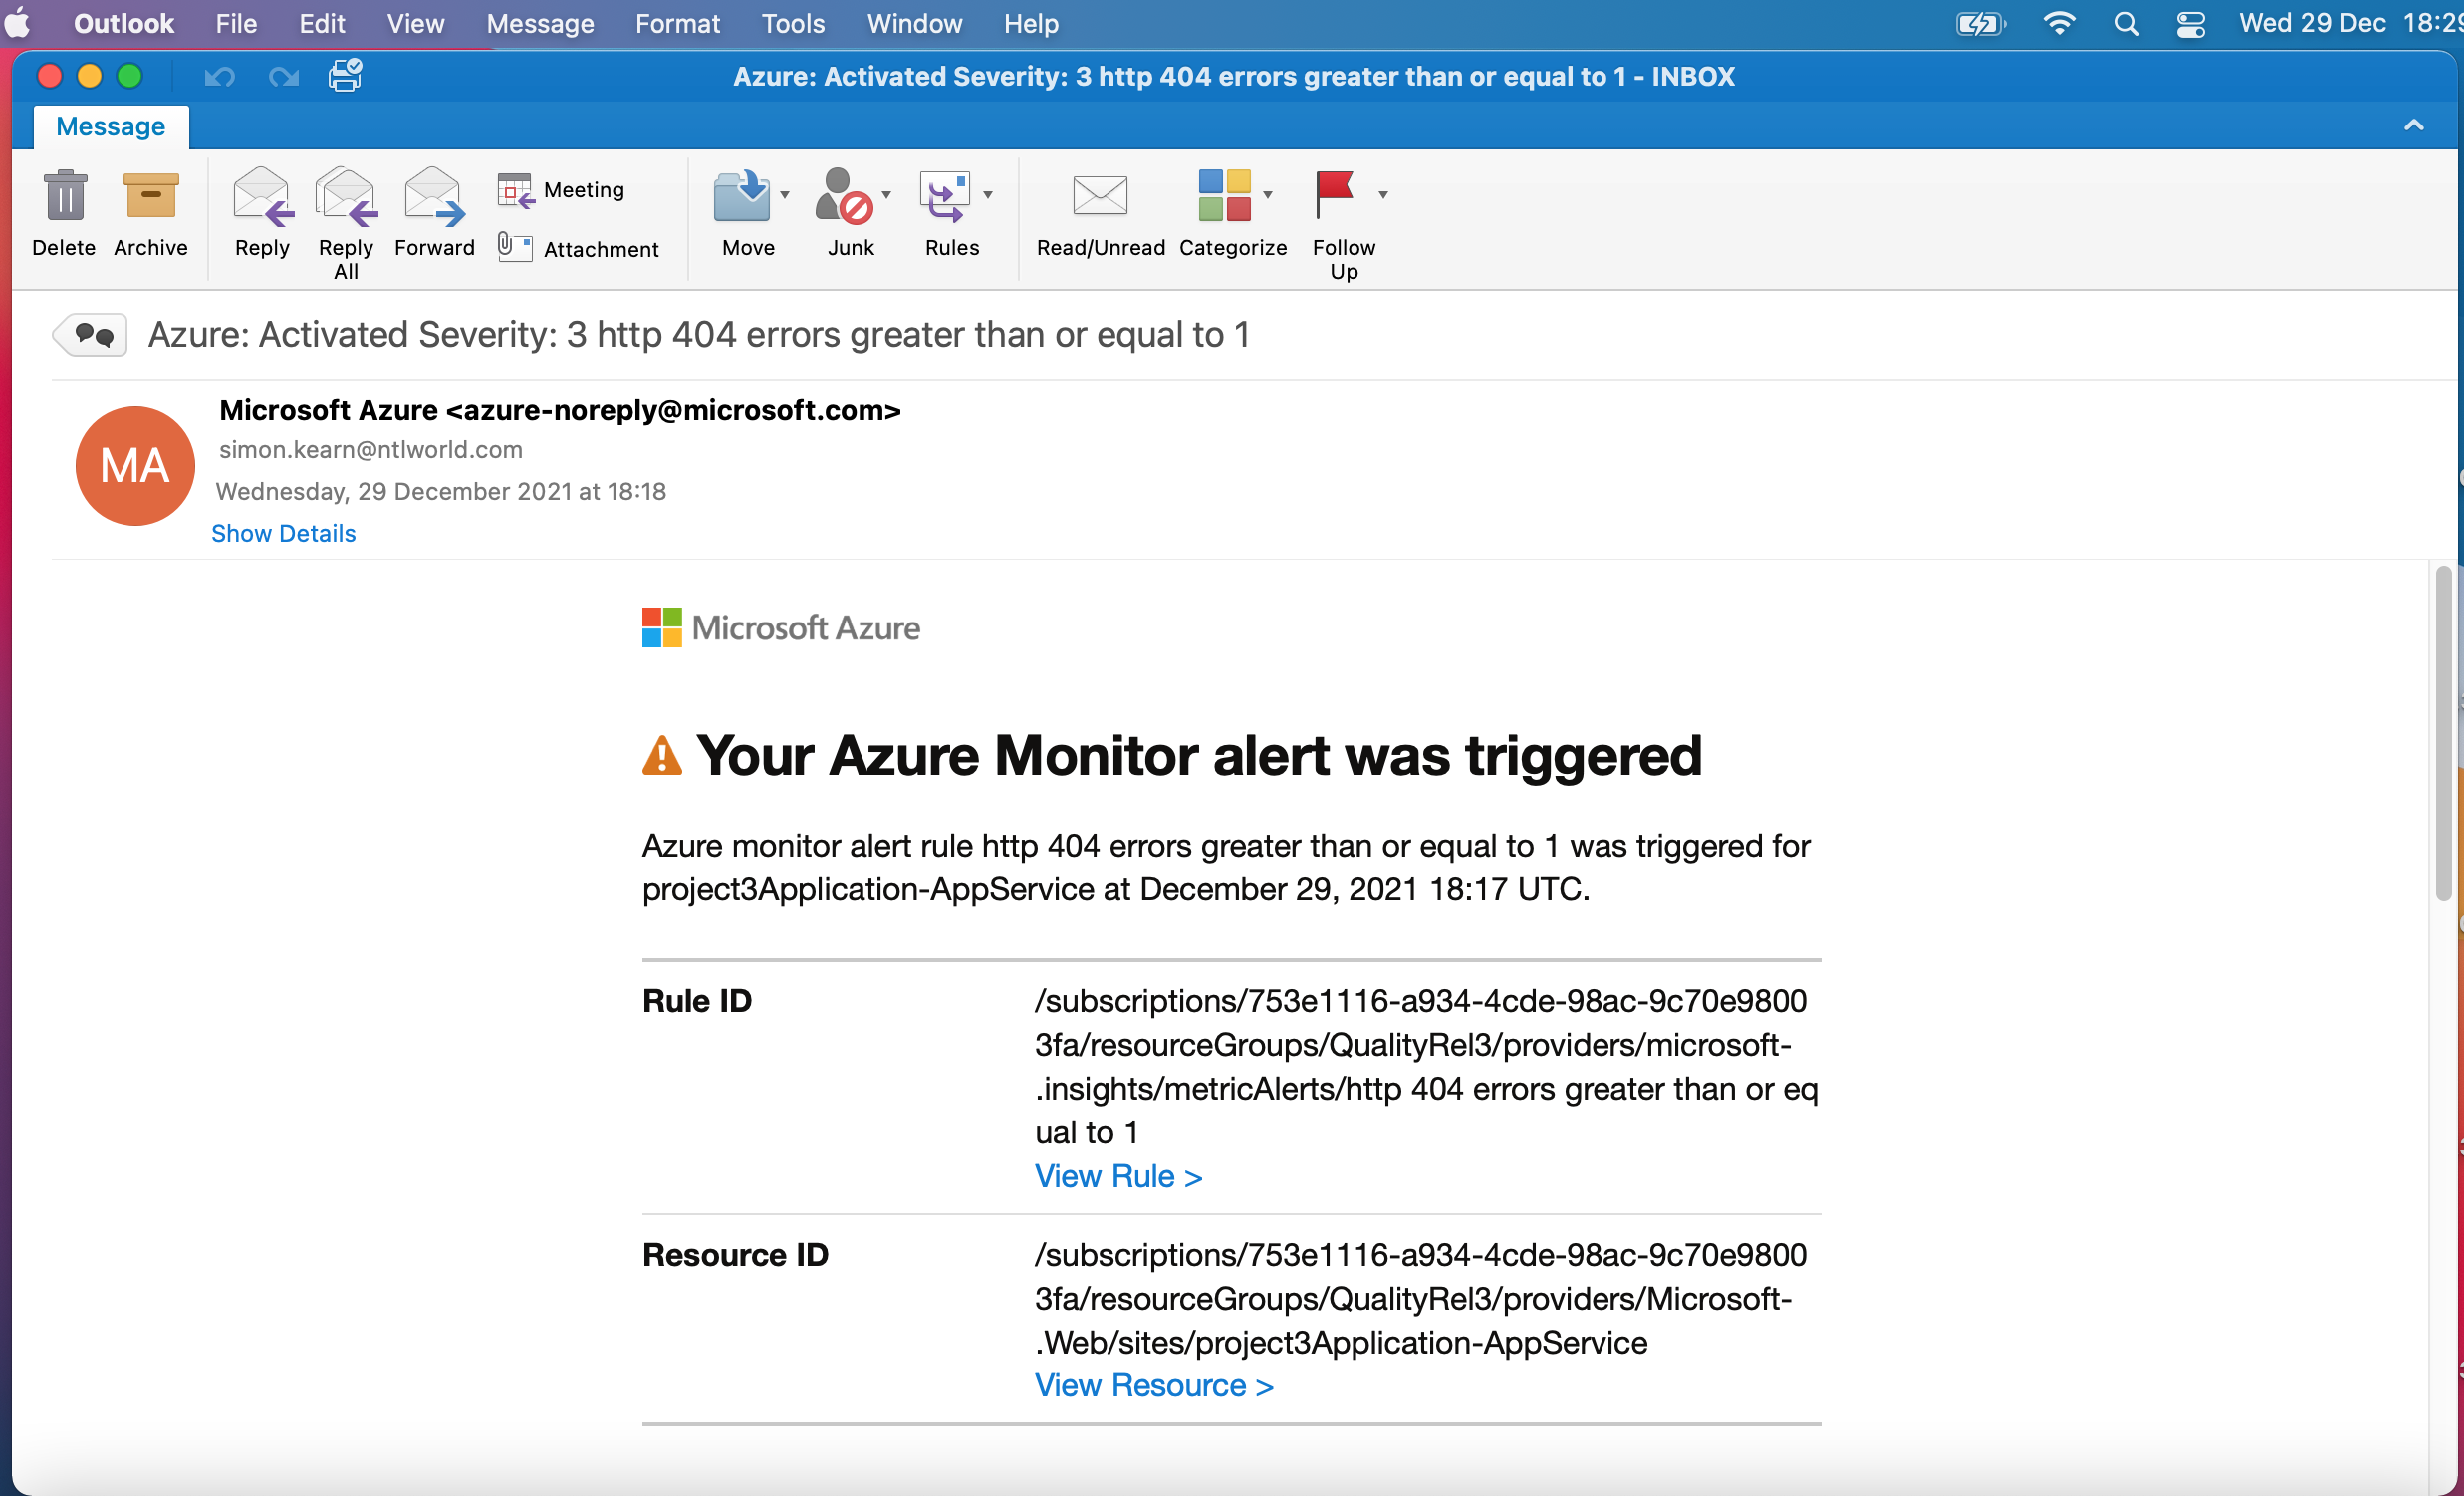 Outlook File Edit View Message Format Tools Window Help Wed 29 Dec 18:29
Azure: Activated Severity: 3 http 404 errors greater than or equal to 1 - INBOX
Message
Delete Archive Reply Reply All Forward Meeting Attachment Move Junk Rules Read/Unread Categorize Follow Up
Azure: Activated Severity: 3 http 404 errors greater than or equal to 1
MA
Microsoft Azure <azure-noreply@microsoft.com>
simon.kearn@ntlworld.com
Wednesday, 29 December 2021 at 18:18
Show Details
Microsoft Azure
Your Azure Monitor alert was triggered
Azure monitor alert rule http 404 errors greater than or equal to 1 was triggered for
project3Application-AppService at December 29, 2021 18:17 UTC.
Rule ID
/subscriptions/753e1116-a934-4cde-98ac-9c70e9800
3fa/resourceGroups/QualityRel3/providers/microsoft-
.insights/metricAlerts/http 404 errors greater than or eq
ual to 1
View Rule >
Resource ID
/subscriptions/753e1116-a934-4cde-98ac-9c70e9800
3fa/resourceGroups/QualityRel3/providers/Microsoft-
.Web/sites/project3Application-AppService
View Resource >